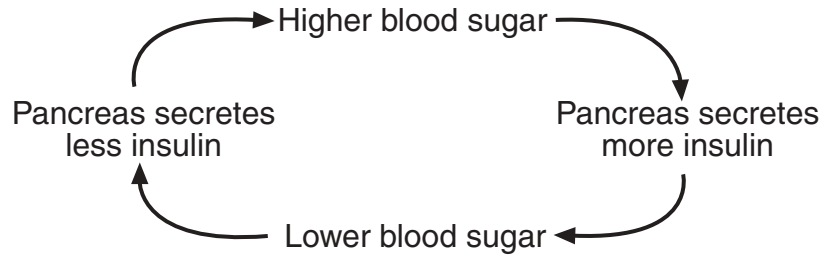 Higher blood sugar
Pancreas secretes
less insulin
Pancreas secretes
more insulin
Lower blood sugar